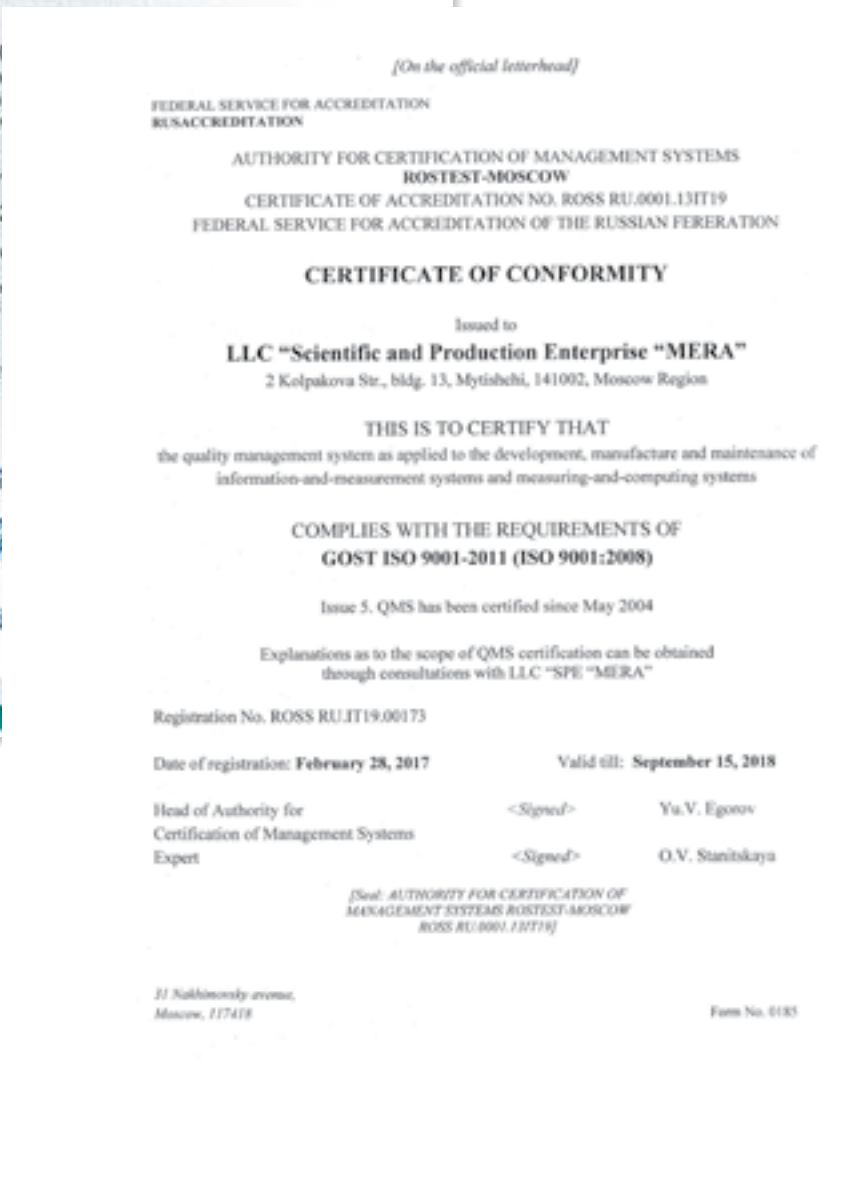 [On the official letterhead]
FEDERAL SERVICE FOR ACCREDITATION
RUSACCREDITATION
AUTHORITY FOR CERTIFICATION OF MANAGEMENT SYSTEMS
ROSTEST-MOSCOW
CERTIFICATE OF ACCREDITATION NO. ROSS RU.0001.13IT19
FEDERAL SERVICE FOR ACCREDITATION OF THE RUSSIAN FERERATION
CERTIFICATE OF CONFORMITY
Issued to
LLC “Scientific and Production Enterprise “MERA”
2 Kolpakova Str., bldg. 13, Mytishchi, 141002, Moscow Region
THIS IS TO CERTIFY THAT
the quality management system as applied to the development, manufacture and maintenance of
information-and-measurement systems and measuring-and-computing systems
COMPLIES WITH THE REQUIREMENTS OF
GOST ISO 9001-2011 (ISO 9001:2008)
Issue 5. QMS has been certified since May 2004
Explanations as to the scope of QMS certification can be obtained
through consultations with LLC “SPE “MERA”
Registration No. ROSS RU.IT19.00173
Date of registration: February 28, 2017 Valid till: September 15, 2018
Head of Authority for <Signed> Yu.V. Egorov
Certification of Management Systems
Expert <Signed> O.V. Stanitskaya
[Seal: AUTHORITY FOR CERTIFICATION OF
MANAGEMENT SYSTEMS ROSTEST-MOSCOW
ROSS RU.0001.13IT19]
31 Nakhimovsky avenue,
Moscow, 117418 Form No. 0185